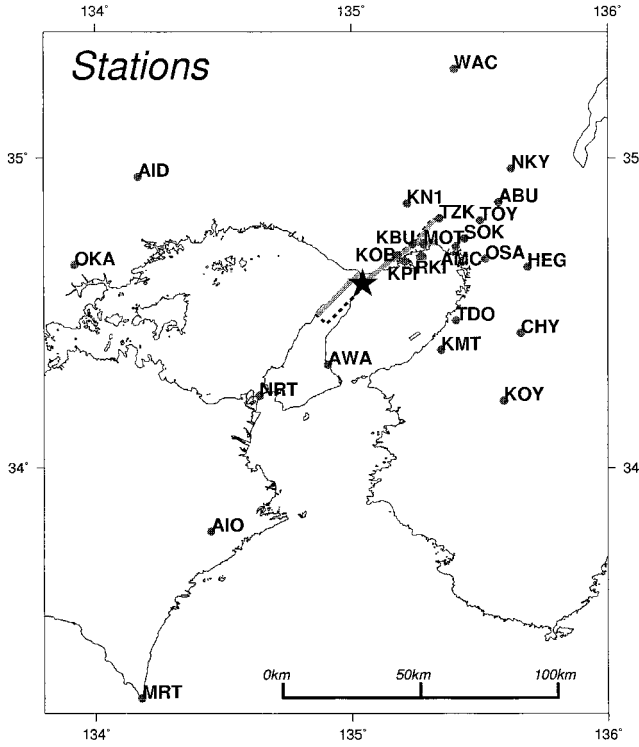 134° 135° 136°
Stations
WAC
35° 35°
NKY
AID
KN1 ABU
TZK TOY
KBU MOT SOK
OKA KOB AMC OSA HEG
KPI RKI
TDO CHY
AWA KMT
NRT KOY
34° 34°
AIO
0km 50km 100km
MRT
134° 135° 136°